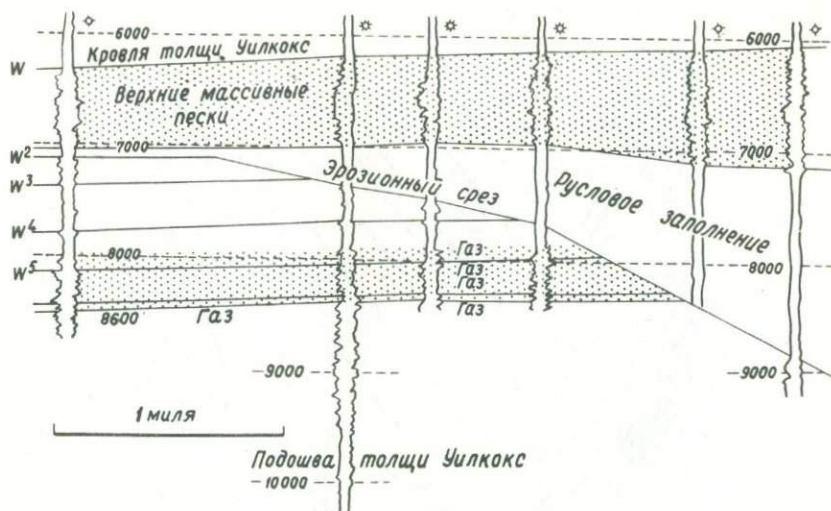 6000
6000
Кровля толщи Уилкокс
W
Верхние массивные
пески
7000
7000
W2
W3
Эрозионный срез
Русловое заполнение
W4
8000
Газ
8000
W5
Газ
Газ
8600
Газ
Газ
9000
9000
1 миля
Подошва толщи Уилкокс
10000